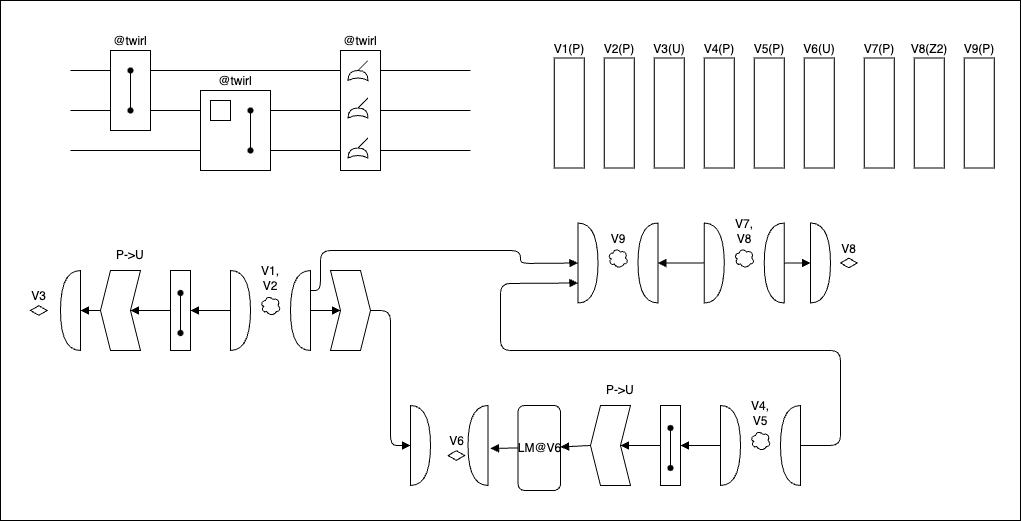 @twirl
@twirl
@twirl
V1(P)
V2(P)
V3(U)
V4(P)
V5(P)
V6(U)
V7(P)
V8(Z2)
V9(P)
V3
P->U
V1,
V2
V9
V7,
V8
V8
V6
LM@V6
P->U
V4,
V5